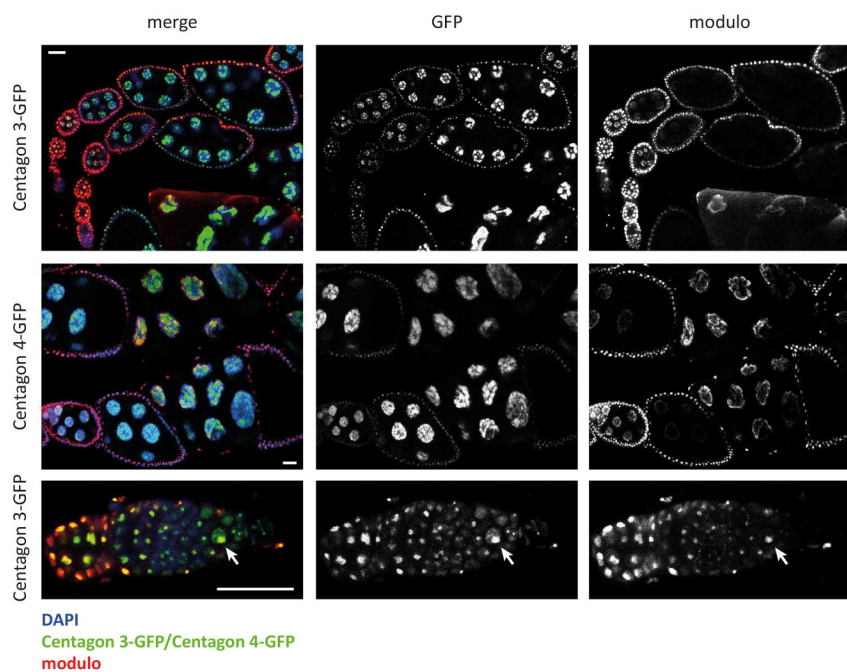 merge
GFP
modulo
Centagon 3-GFP
Centagon 4-GFP
Centagon 3-GFP
DAPI
Centagon 3-GFP/Centagon 4-GFP
modulo